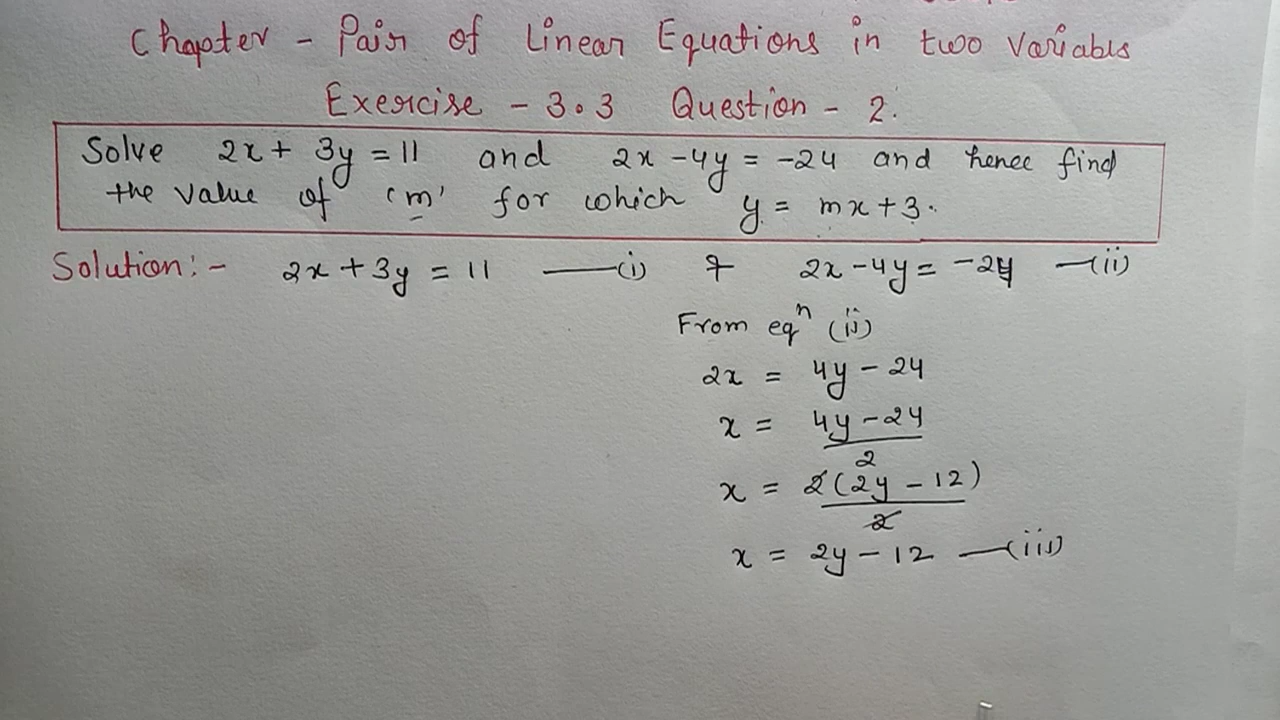 Chapter - Pair of Linear Equations in two variables
Exercise - 3.3 Question - 2.
Solve 2x + 3y = 11 and 2x - 4y = -24 and hence find
the value of 'm' for which y = mx + 3.
Solution:- 2x + 3y = 11 —(i) & 2x - 4y = -24 —(ii)
From eqⁿ (ii)
2x = 4y - 24
x = 4y - 24
2
x = 2(2y - 12)
2
x = 2y - 12 —(iii)